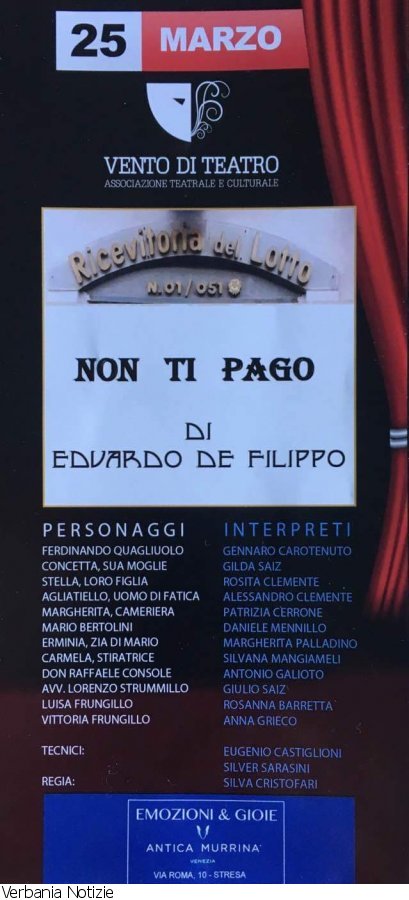 25 MARZO
VENTO DI TEATRO
ASSOCIAZIONE TEATRALE E CULTURALE
Ricevitoria del Lotto
N.01/051
NON TI PAGO
DI
EDUARDO DE FILIPPO
PERSONAGGI INTERPRETI
FERDINANDO QUAGLIUOLO GENNARO CAROTENUTO
CONCETTA, SUA MOGLIE GILDA SAIZ
STELLA, LORO FIGLIA ROSITA CLEMENTE
AGLIATIELLO, UOMO DI FATICA ALESSANDRO CLEMENTE
MARGHERITA, CAMERIERA PATRIZIA CERRONE
MARIO BERTOLINI DANIELE MENNILLO
ERMINIA, ZIA DI MARIO MARGHERITA PALLADINO
CARMELA, STIRATRICE SILVANA MANGIAMELI
DON RAFFAELE CONSOLE ANTONIO GALIOTO
AVV. LORENZO STRUMMILLO GIULIO SAIZ
LUISA FRUNGILLO ROSANNA BARRETTA
VITTORIA FRUNGILLO ANNA GRIECO
TECNICI: EUGENIO CASTIGLIONI
SILVER SARASINI
REGIA: SILVA CRISTOFARI
EMOZIONI & GIOIE
ANTICA MURRINA
VENEZIA
VIA ROMA, 10 - STRESA
Verbania Notizie